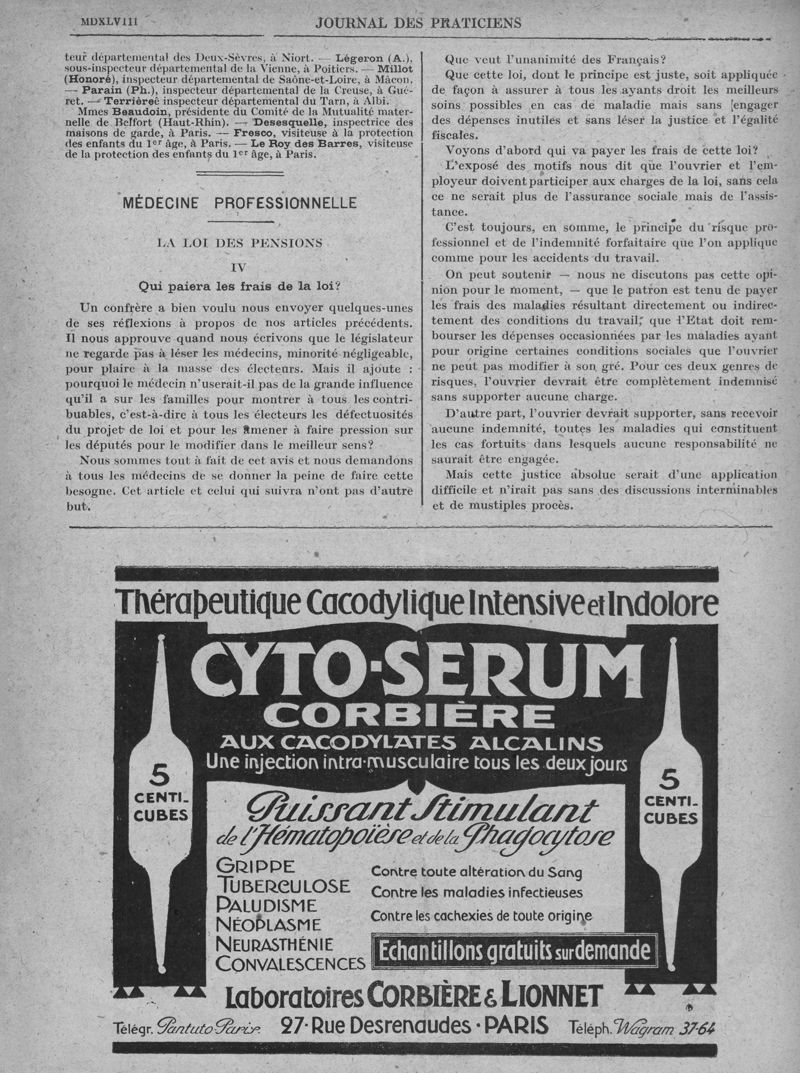 MDXLVIII
JOURNAL DES PRATICIENS
teur départemental des Deux-Sèvres, à Niort. — Légeron (A.),
sous-inspecteur départemental de la Vienne, à Poitiers. — Millot
(Honoré), inspecteur départemental de Saône-et-Loire, à Mâcon.
— Parain (Ph.), inspecteur départemental de la Creuse, à Gué-
ret. — Terrièreè inspecteur départemental du Tarn, à Albi.
Mmes Beaudoin, présidente du Comité de la Mutualité mater-
nelle de Beffort (Haut-Rhin). — Desesquelle, inspectrice des
maisons de garde, à Paris. — Fresco, visiteuse à la protection
des enfants du 1er âge, à Paris. — Le Roy des Barres, visiteuse
de la protection des enfants du 1er âge, à Paris.
MÉDECINE PROFESSIONNELLE
LA LOI DES PENSIONS
IV
Qui paiera les frais de la loi?
Un confrère a bien voulu nous envoyer quelques-unes
de ses réflexions à propos de nos articles précédents.
Il nous approuve quand nous écrivons que le législateur
ne regarde pas à léser les médecins, minorité négligeable,
pour plaire à la masse des électeurs. Mais il ajoute :
pourquoi le médecin n'userait-il pas de la grande influence
qu'il a sur les familles pour montrer à tous les contri-
buables, c'est-à-dire à tous les électeurs les défectuosités
du projet de loi et pour les amener à faire pression sur
les députés pour le modifier dans le meilleur sens?
Nous sommes tout à fait de cet avis et nous demandons
à tous les médecins de se donner la peine de faire cette
besogne. Cet article et celui qui suivra n'ont pas d'autre
but.
Que veut l'unanimité des Français?
Que cette loi, dont le principe est juste, soit appliquée
de façon à assurer à tous les ayants droit les meilleurs
soins possibles en cas de maladie mais sans engager
des dépenses inutiles et sans léser la justice et l'égalité
fiscales.
Voyons d'abord qui va payer les frais de cette loi?
L'exposé des motifs nous dit que l'ouvrier et l'em-
ployeur doivent participer aux charges de la loi, sans cela
ce ne serait plus de l'assurance sociale mais de l'assis-
tance.
C'est toujours, en somme, le principe du risque pro-
fessionnel et de l'indemnité forfaitaire que l'on applique
comme pour les accidents du travail.
On peut soutenir — nous ne discutons pas cette opi-
nion pour le moment, — que le patron est tenu de payer
les frais des maladies résultant directement ou indirec-
tement des conditions du travail; que l'Etat doit rem-
bourser les dépenses occasionnées par les maladies ayant
pour origine certaines conditions sociales que l'ouvrier
ne peut pas modifier à son gré. Pour ces deux genres de
risques, l'ouvrier devrait être complètement indemnisé
sans supporter aucune charge.
D'autre part, l'ouvrier devrait supporter, sans recevoir
aucune indemnité, toutes les maladies qui constituent
les cas fortuits dans lesquels aucune responsabilité ne
saurait être engagée.
Mais cette justice absolue serait d'une application
difficile et n'irait pas sans des discussions interminables
et de mustiples procès.
Thérapeutique Cacodylique Intensive et Indolore
CYTO-SERUM
CORBIÈRE
AUX CACODYLATES ALCALINS
Une injection intra-musculaire tous les deux jours
5
CENTI-
CUBES
5
CENTI-
CUBES
Puissant Stimulant
de l'Hématopoïèse et de la Phagocytose
GRIPPE
TUBERCULOSE
PALUDISME
NÉOPLASME
NEURASTHÉNIE
CONVALESCENCES
Contre toute altération du Sang
Contre les maladies infectieuses
Contre les cachexies de toute origine
Echantillons gratuits sur demande
Laboratoires CORBIÈRE & LIONNET
Télégr. Pantuto-Paris. 27·Rue Desrenaudes·PARIS Téléph. Wagram 37-64